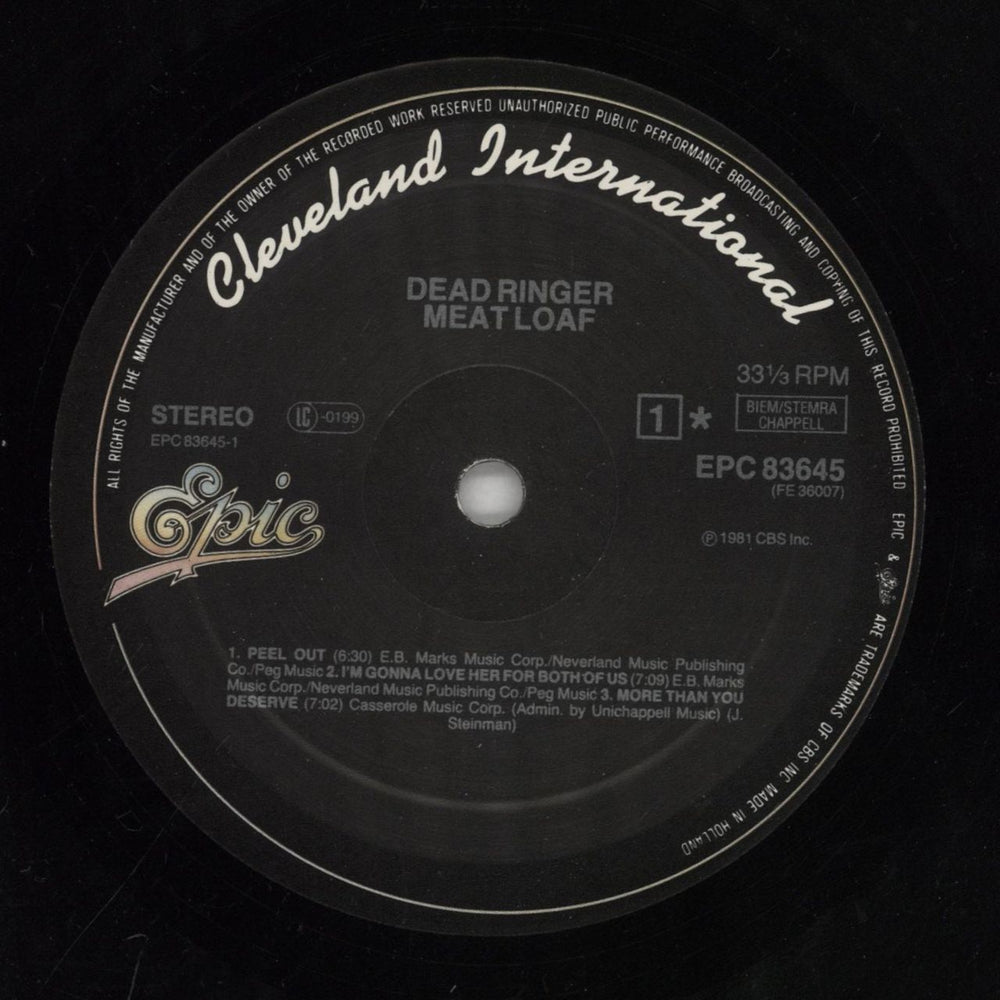 ALL RIGHTS OF THE MANUFACTURER AND OF THE OWNER OF THE RECORDED WORK RESERVED UNAUTHORIZED PUBLIC PERFORMANCE BROADCASTING AND COPYING OF THIS RECORD PROHIBITED EPIC & Epic ARE TRADEMARKS OF CBS INC MADE IN HOLLAND
Cleveland International
DEAD RINGER
MEAT LOAF
33⅓ RPM
STEREO
LC-0199
1 *
BIEM/STEMRA
CHAPPELL
EPC 83645-1
EPC 83645
(FE 36007)
Epic
Ⓟ 1981 CBS Inc.
1. PEEL OUT (6:30) E.B. Marks Music Corp./Neverland Music Publishing
Co./Peg Music 2. I'M GONNA LOVE HER FOR BOTH OF US (7:09) E.B. Marks
Music Corp./Neverland Music Publishing Co./Peg Music 3. MORE THAN YOU
DESERVE (7:02) Casserole Music Corp. (Admin. by Unichappell Music) (J.
Steinman)